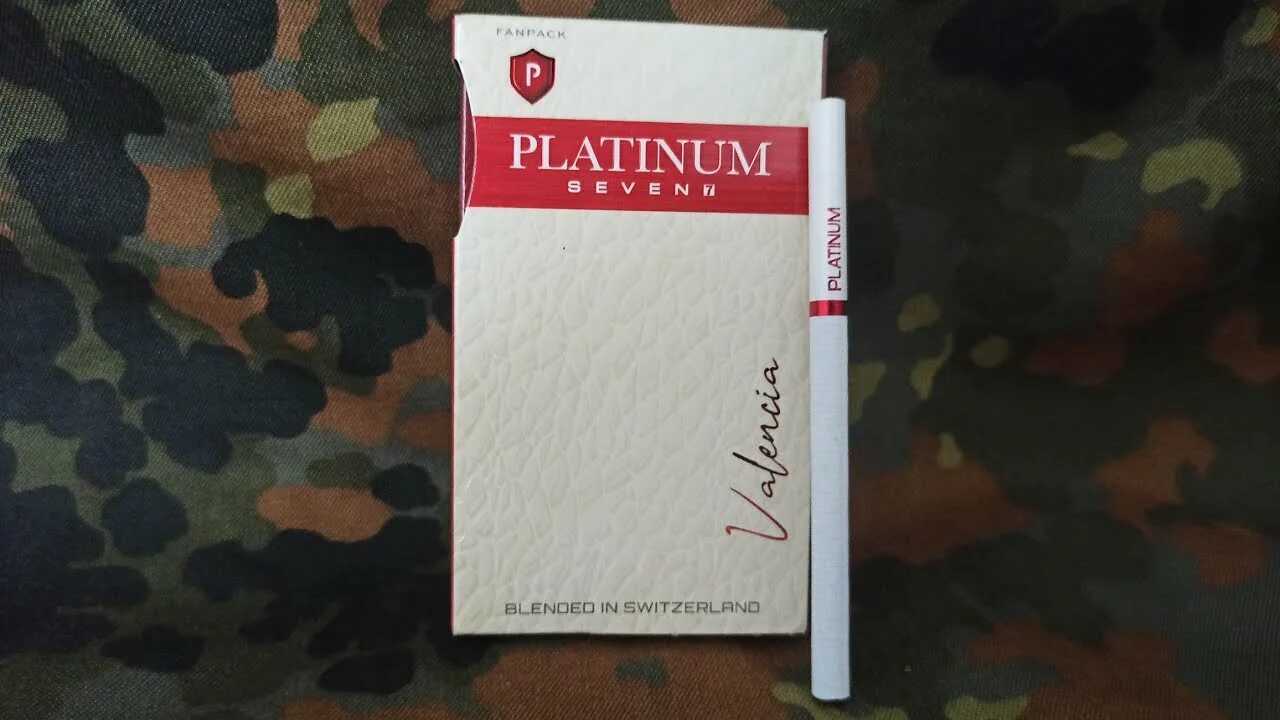 FANPACK
P
PLATINUM
SEVEN 7
Valencia
BLENDED IN SWITZERLAND
PLATINUM